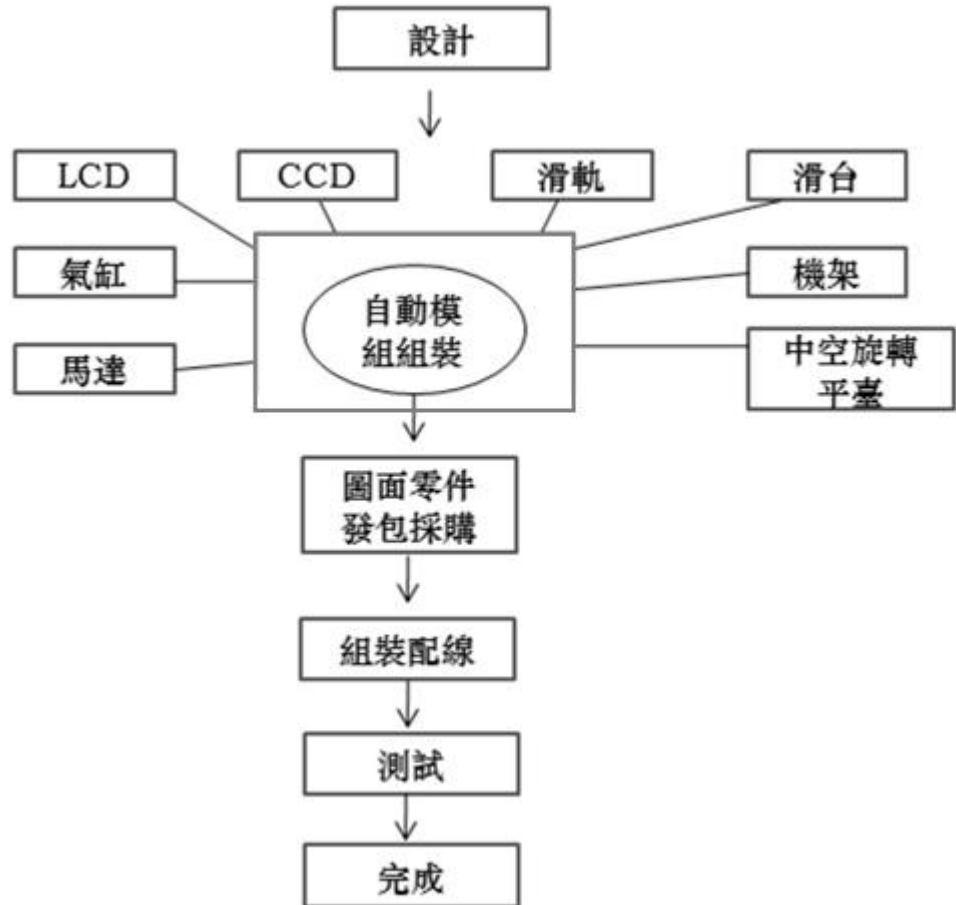 設計
LCD
CCD
滑軌
滑台
氣缸
機架
自動模
組組裝
馬達
中空旋轉
平臺
圖面零件
發包採購
組裝配線
測試
完成